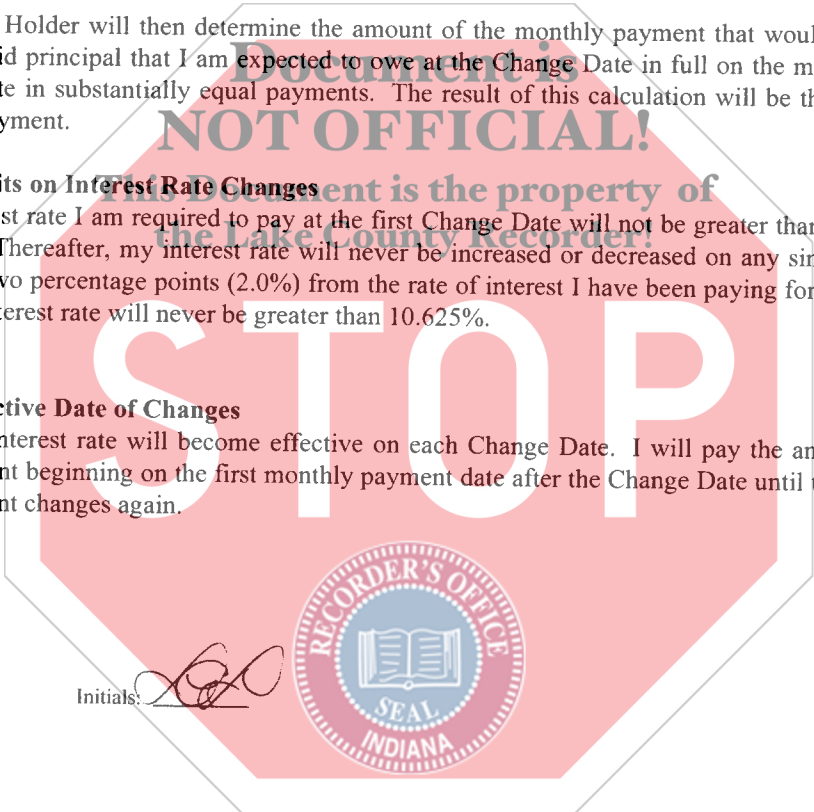 Holder will then determine the amount of the monthly payment that woul
id principal that I am expected to owe at the Change Date in full on the m
te in substantially equal payments. The result of this calculation will be th
yment.
Document is
NOT OFFICIAL!
This Document is the property of
the Lake County Recorder!
its on Interest Rate Changes
st rate I am required to pay at the first Change Date will not be greater than
Thereafter, my interest rate will never be increased or decreased on any sin
vo percentage points (2.0%) from the rate of interest I have been paying for
terest rate will never be greater than 10.625%.
STOP
ctive Date of Changes
nterest rate will become effective on each Change Date. I will pay the am
nt beginning on the first monthly payment date after the Change Date until t
nt changes again.
RECORDER'S OFFICE
SEAL
INDIANA
Initials: